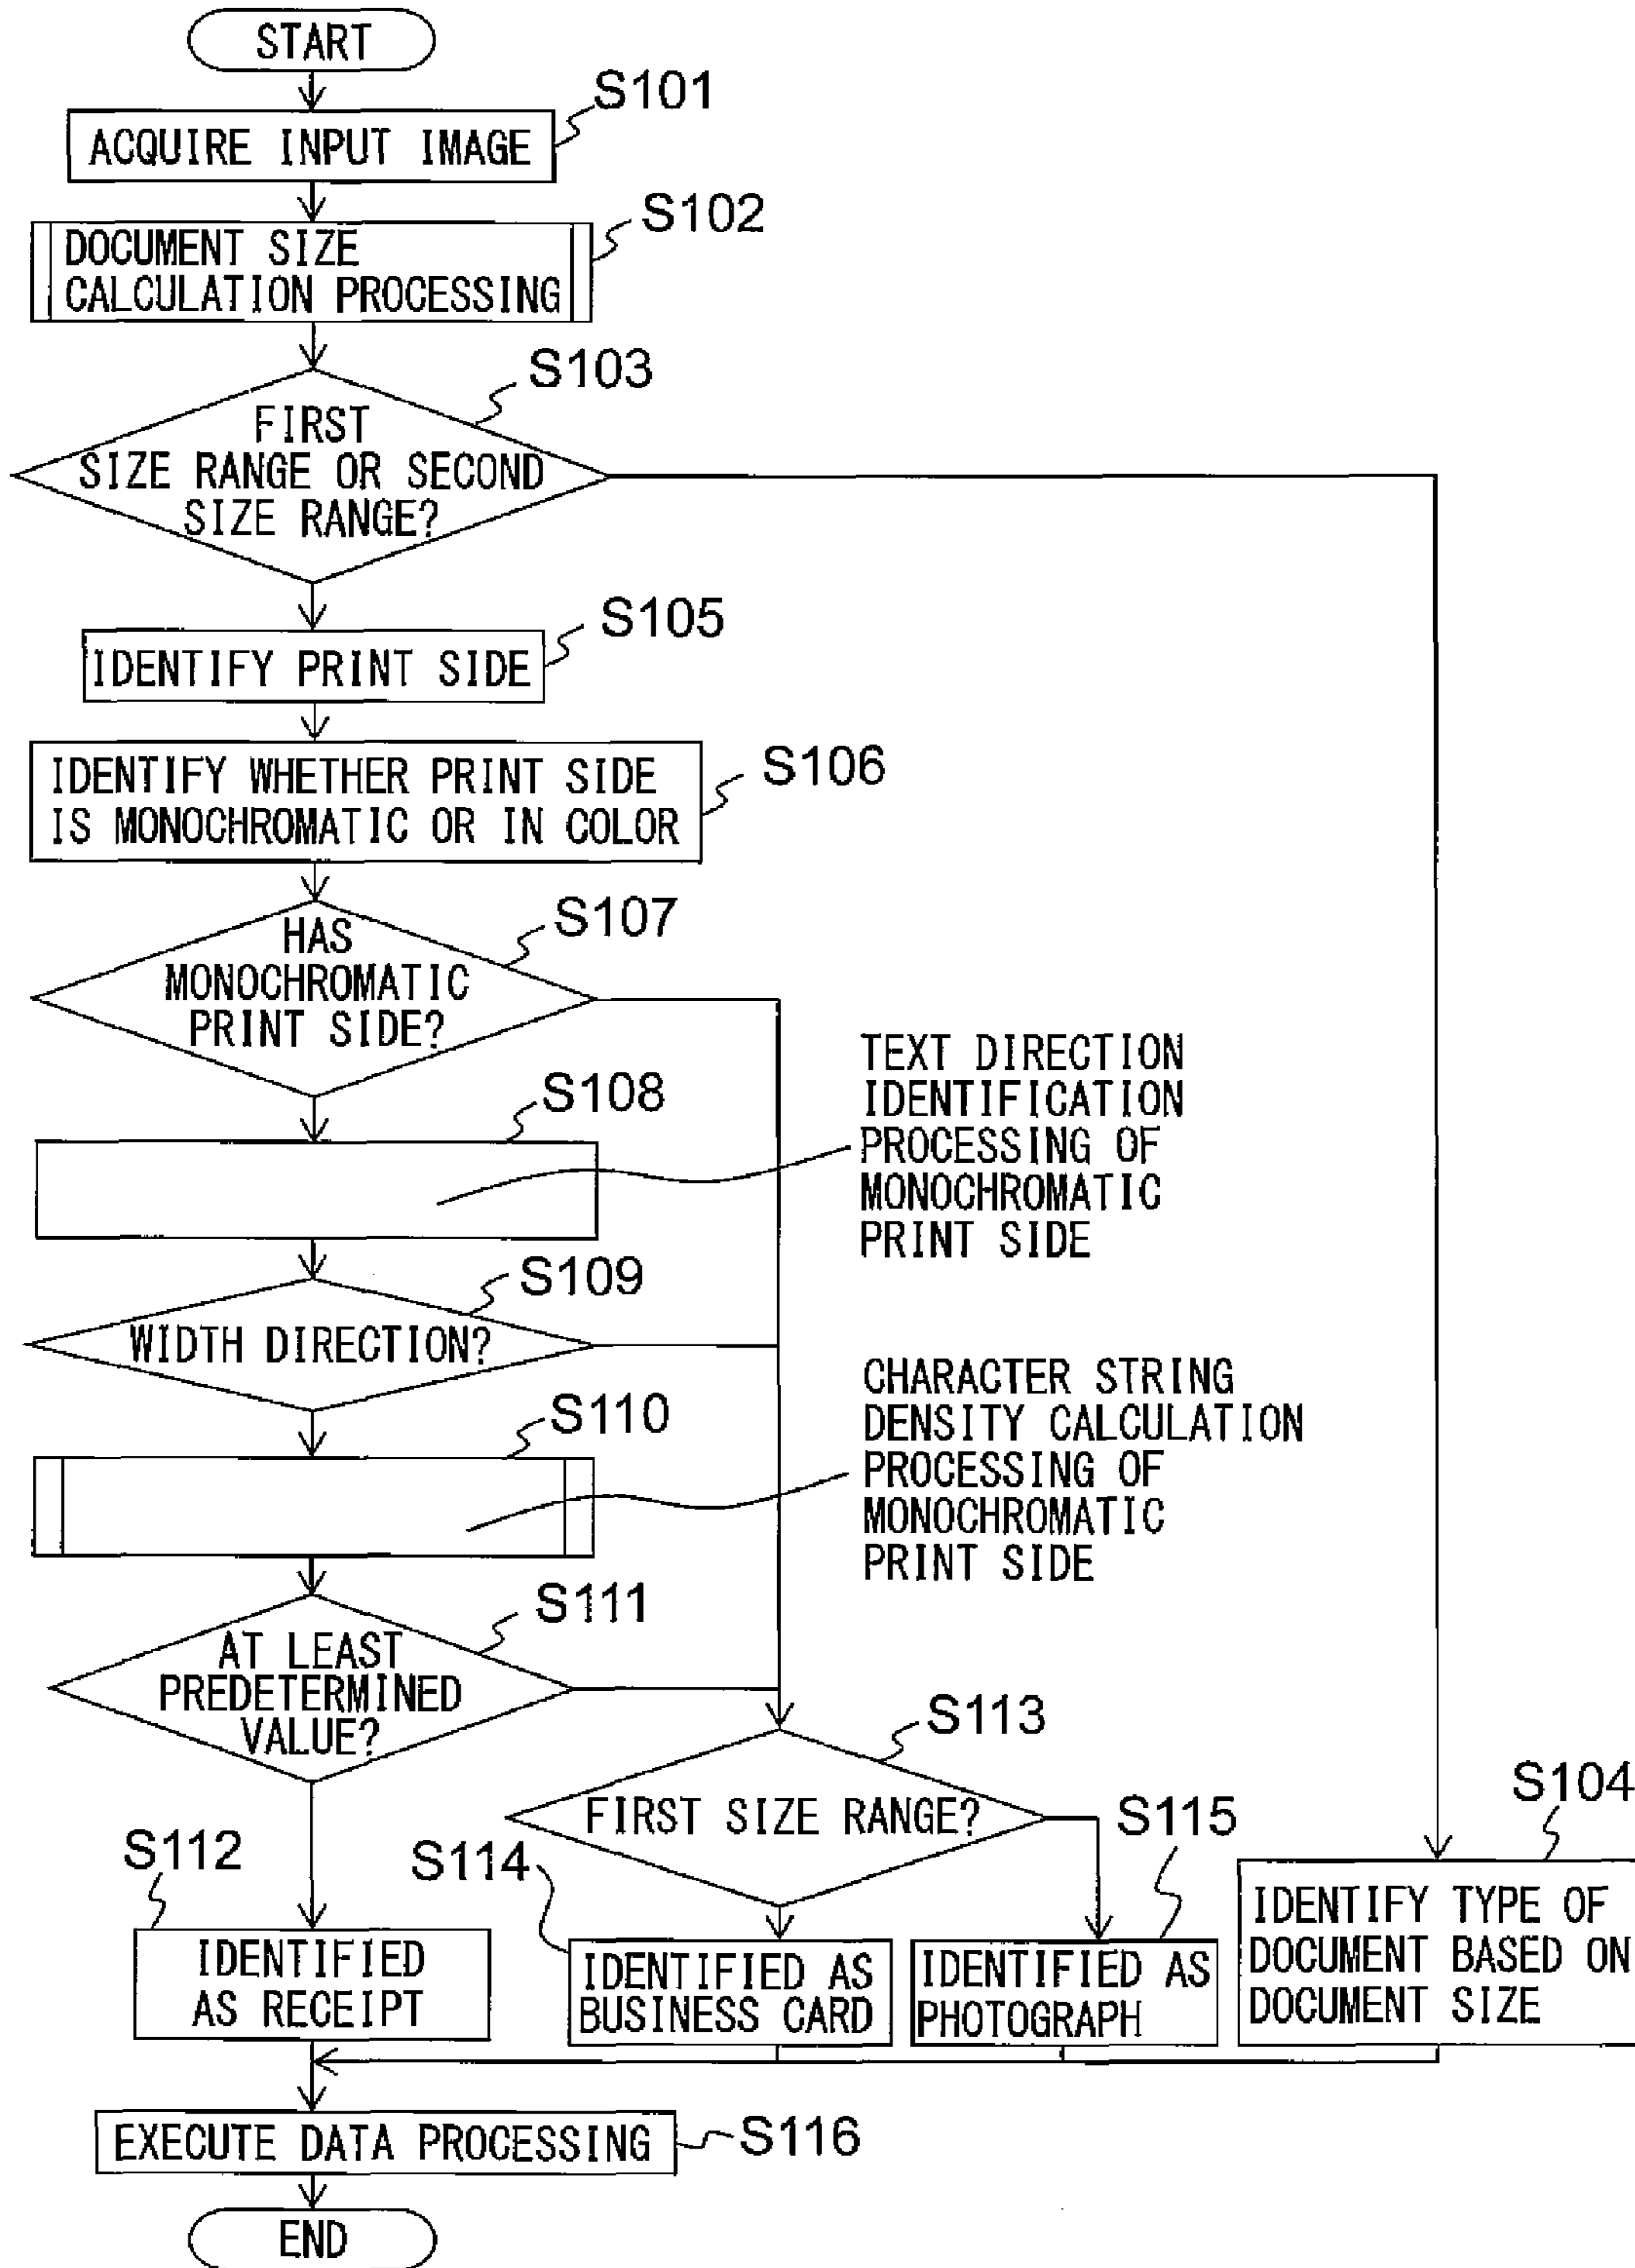 START
S101
ACQUIRE INPUT IMAGE
S102
DOCUMENT SIZE
CALCULATION PROCESSING
S103
FIRST
SIZE RANGE OR SECOND
SIZE RANGE?
S105
IDENTIFY PRINT SIDE
S106
IDENTIFY WHETHER PRINT SIDE
IS MONOCHROMATIC OR IN COLOR
S107
HAS
MONOCHROMATIC
PRINT SIDE?
S108
TEXT DIRECTION
IDENTIFICATION
PROCESSING OF
MONOCHROMATIC
PRINT SIDE
S109
WIDTH DIRECTION?
S110
CHARACTER STRING
DENSITY CALCULATION
PROCESSING OF
MONOCHROMATIC
PRINT SIDE
S111
AT LEAST
PREDETERMINED
VALUE?
S113
FIRST SIZE RANGE?
S112
IDENTIFIED
AS RECEIPT
S114
IDENTIFIED AS
BUSINESS CARD
S115
IDENTIFIED AS
PHOTOGRAPH
S104
IDENTIFY TYPE OF
DOCUMENT BASED ON
DOCUMENT SIZE
EXECUTE DATA PROCESSING
S116
END